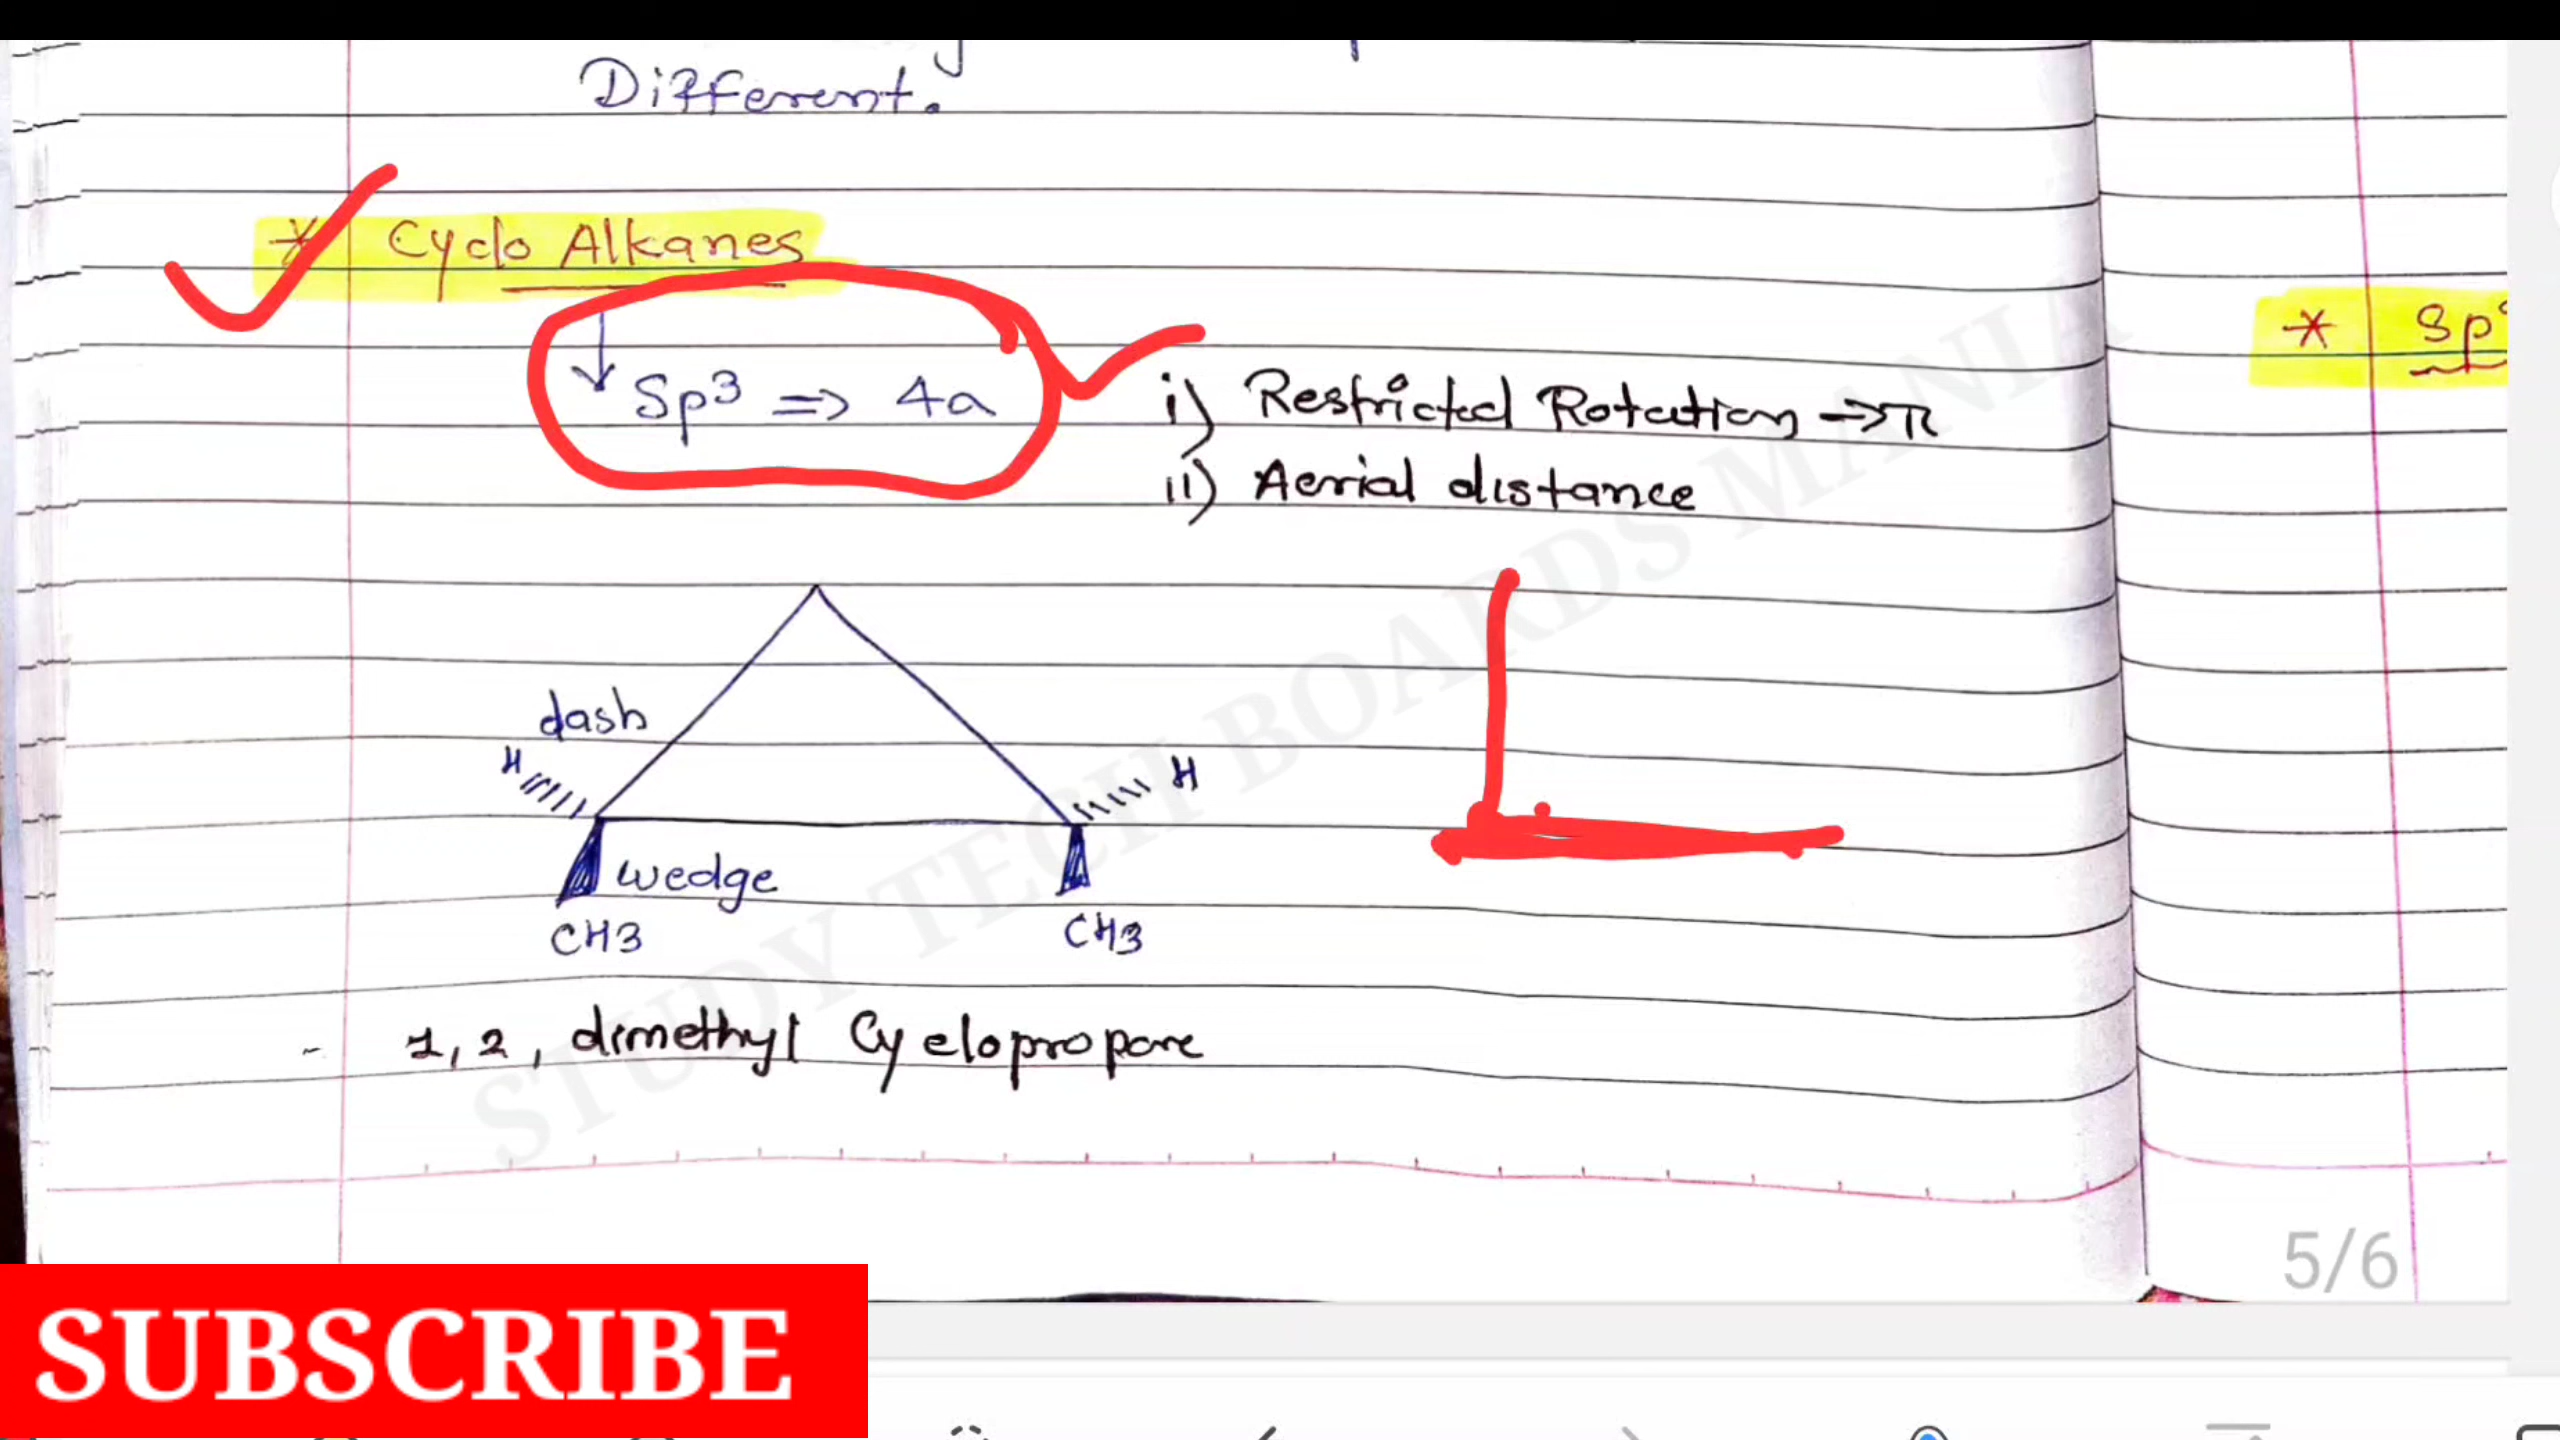 Different.
* Cyclo Alkanes
Sp3 => 4a
i) Restricted Rotation → π
ii) Aerial distance
* Sp
dash
H
H
wedge
CH3
CH3
- 1, 2, dimethyl Cyclopropane
STUDY TECH BOARDS MANIA
5/6
SUBSCRIBE